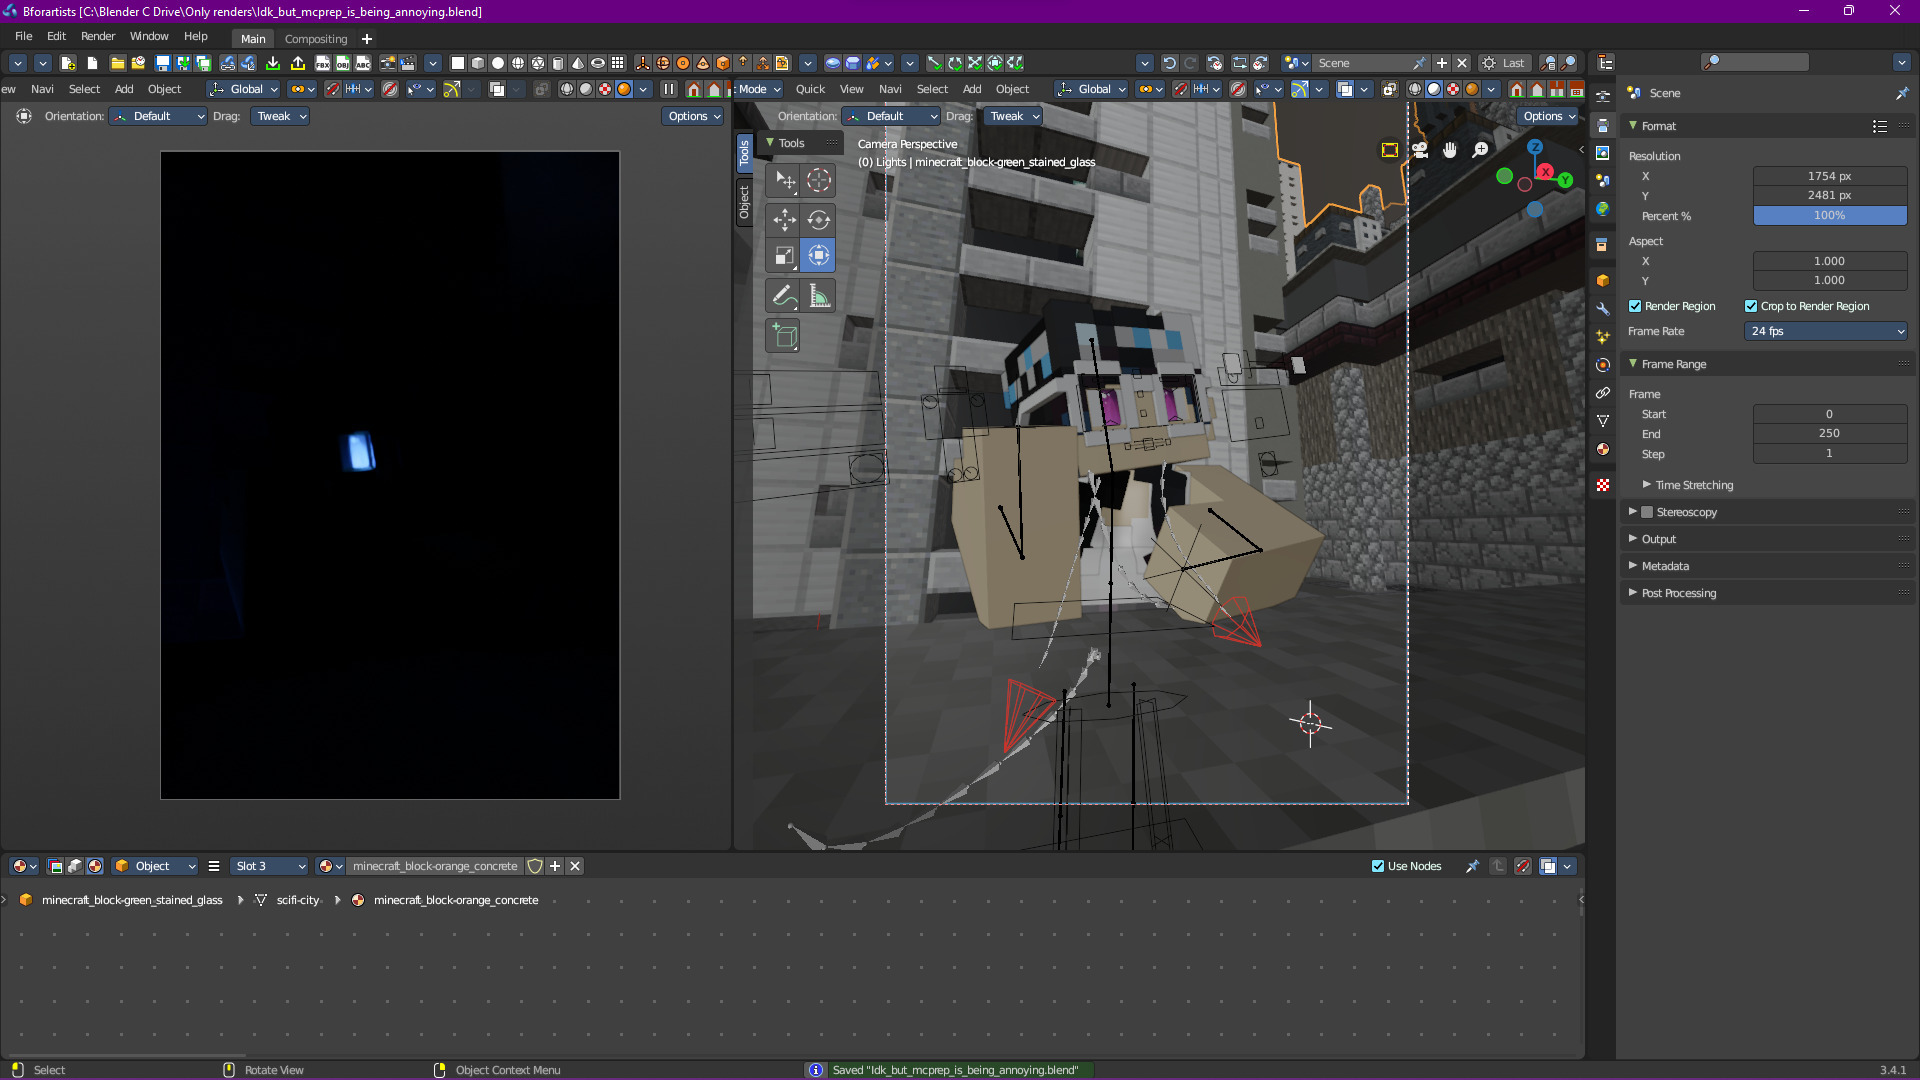 Bforartists [C:\Blender C Drive\Only renders\Idk_but_mcprep_is_being_annoying.blend]
File Edit Render Window Help Main Compositing
FBX OBJ ABC Scene Last
ew Navi Select Add Object Global Options
t Mode Quick View Navi Select Add Object Global
Orientation: Default Drag: Tweak Options
Orientation: Default Drag: Tweak Options
Tools
Object
Tools
Camera Perspective
(0) Lights | minecraft_block-green_stained_glass
Z
X
Y
Scene
Format
Resolution
X 1754 px
Y 2481 px
Percent % 100%
Aspect
X 1.000
Y 1.000
Render Region Crop to Render Region
Frame Rate 24 fps
Frame Range
Frame
Start 0
End 250
Step 1
Time Stretching
Stereoscopy
Output
Metadata
Post Processing
Object Slot 3 minecraft_block-orange_concrete Use Nodes
minecraft_block-green_stained_glass scifi-city minecraft_block-orange_concrete
Select Rotate View Object Context Menu Saved "Idk_but_mcprep_is_being_annoying.blend" 3.4.1